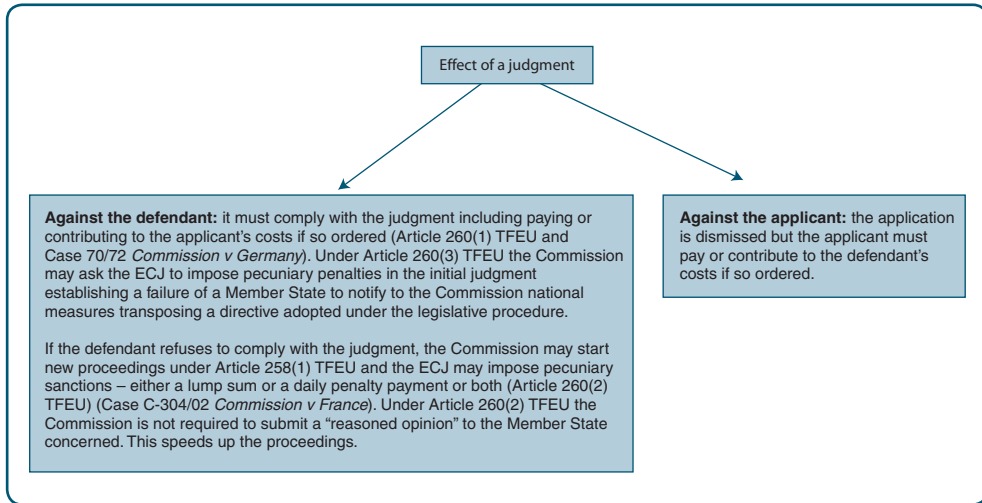 Effect of a judgment
Against the defendant: it must comply with the judgment including paying or
contributing to the applicant's costs if so ordered (Article 260(1) TFEU and
Case 70/72 Commission v Germany). Under Article 260(3) TFEU the Commission
may ask the ECJ to impose pecuniary penalties in the initial judgment
establishing a failure of a Member State to notify to the Commission national
measures transposing a directive adopted under the legislative procedure.
If the defendant refuses to comply with the judgment, the Commission may start
new proceedings under Article 258(1) TFEU and the ECJ may impose pecuniary
sanctions – either a lump sum or a daily penalty payment or both (Article 260(2)
TFEU) (Case C-304/02 Commission v France). Under Article 260(2) TFEU the
Commission is not required to submit a “reasoned opinion” to the Member State
concerned. This speeds up the proceedings.
Against the applicant: the application
is dismissed but the applicant must
pay or contribute to the defendant's
costs if so ordered.